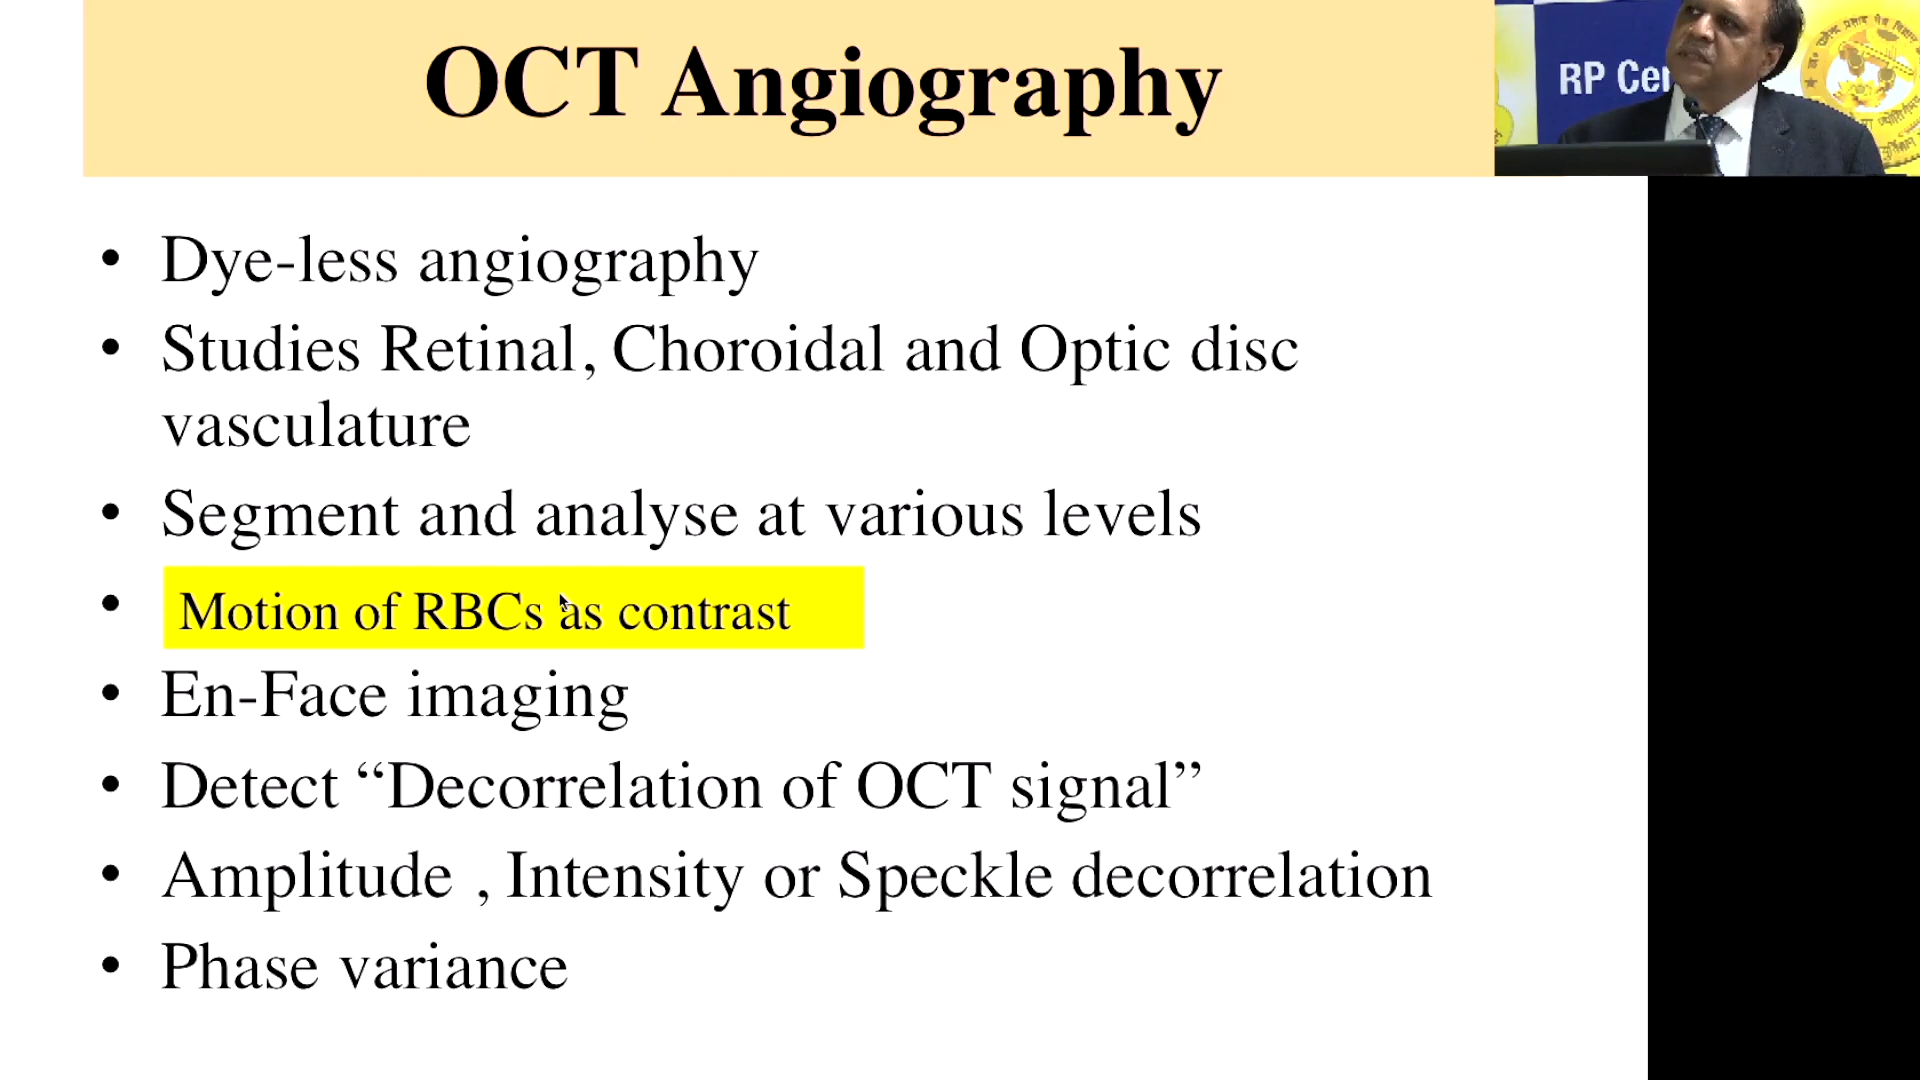 OCT Angiography
RP Cen
• Dye-less angiography
• Studies Retinal, Choroidal and Optic disc
vasculature
• Segment and analyse at various levels
• Motion of RBCs as contrast
• En-Face imaging
• Detect “Decorrelation of OCT signal”
• Amplitude , Intensity or Speckle decorrelation
• Phase variance